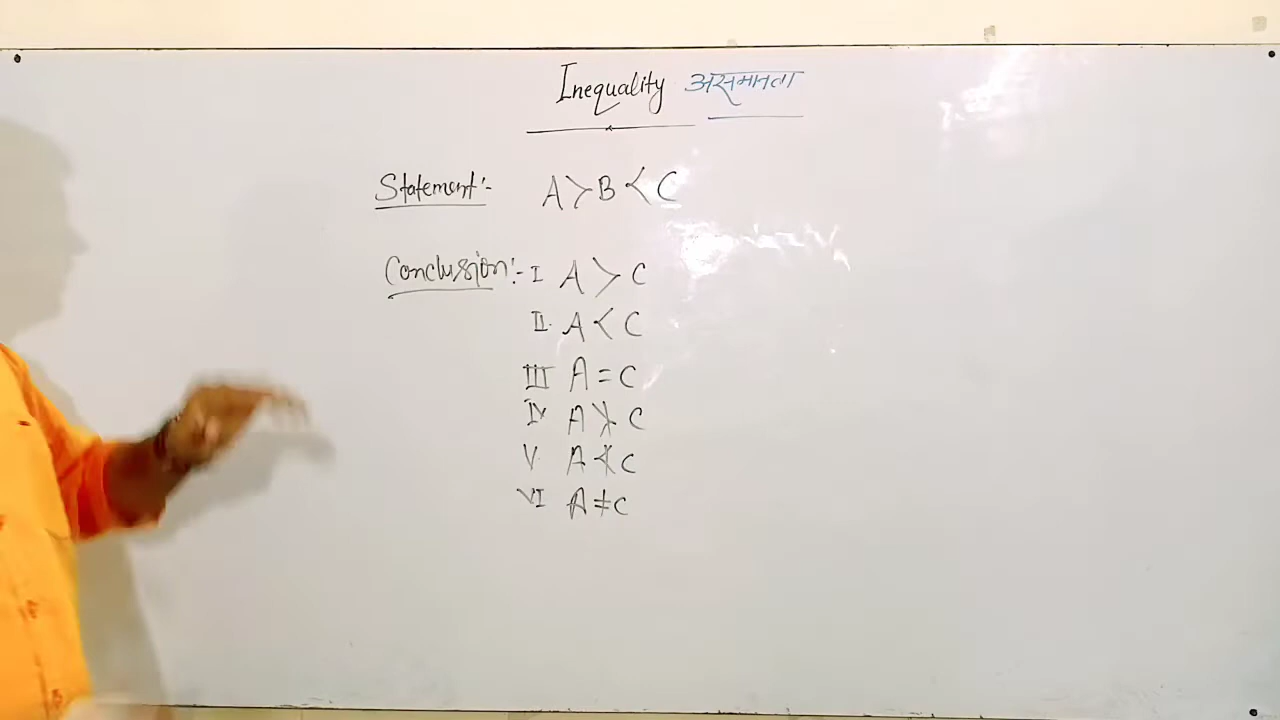 Inequality असमानता
Statement:- A > B < C
Conclusion:- I A > C
II. A < C
III A = C
IV A ≯ C
V. A ≮ C
VI A ≠ C